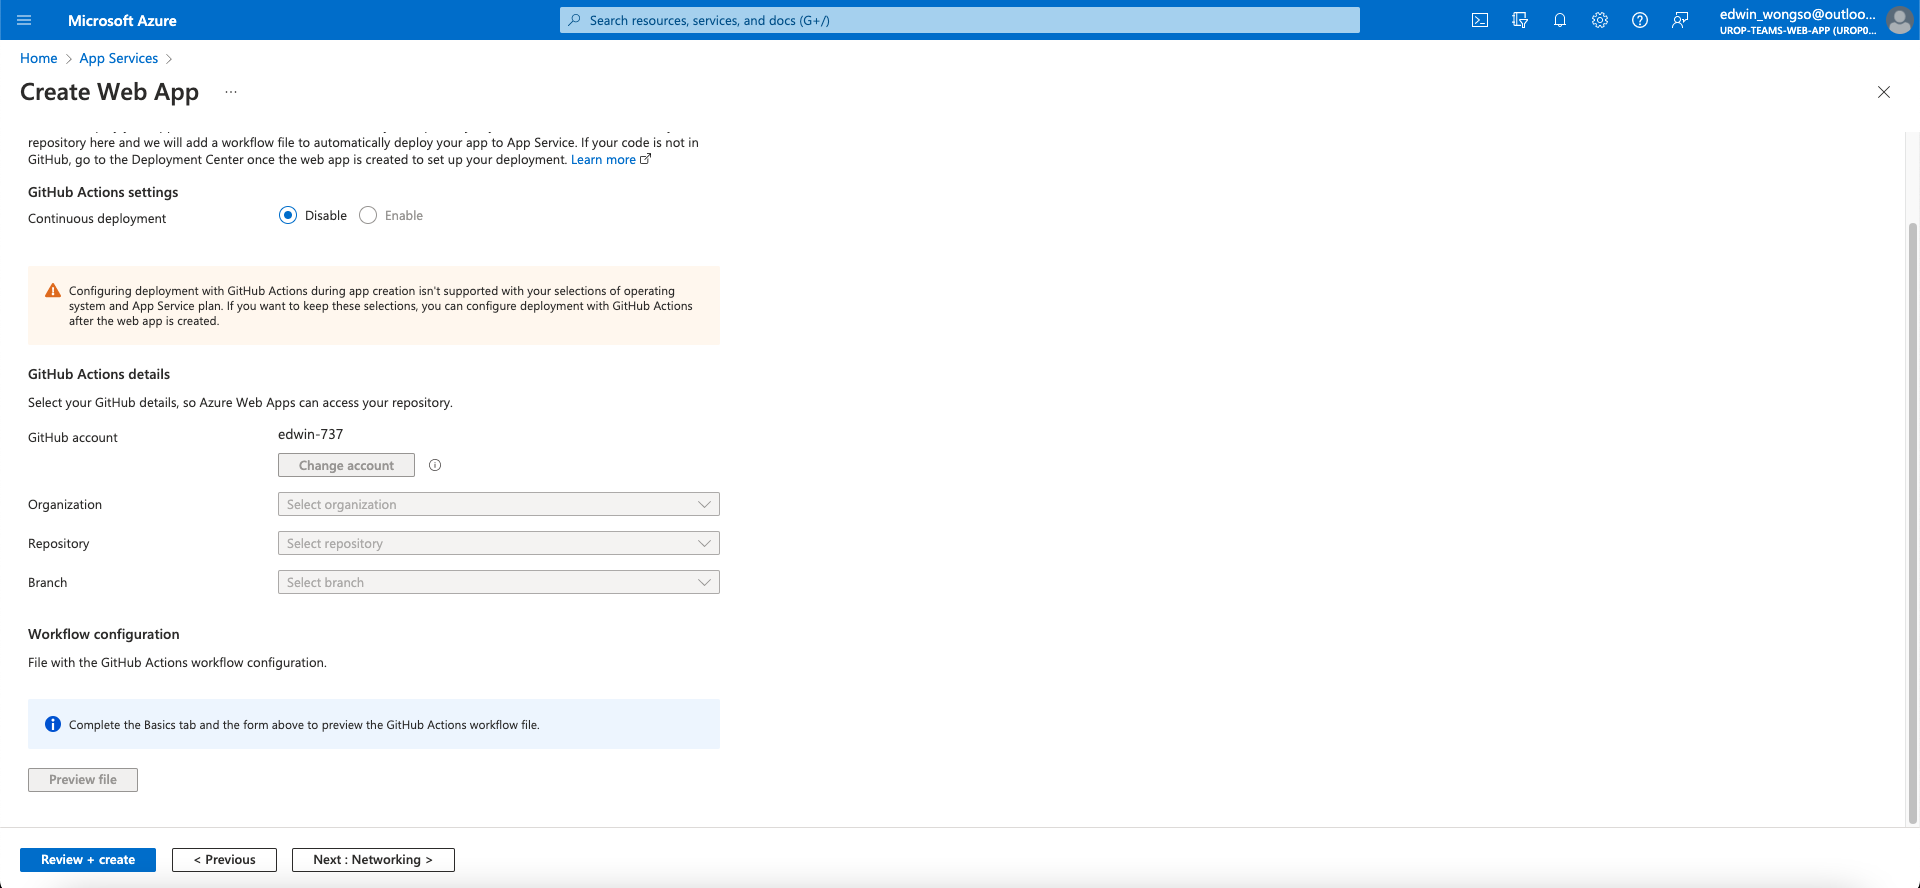 Microsoft Azure
Search resources, services, and docs (G+/)
edwin_wongso@outloo...
UROP-TEAMS-WEB-APP (UROP0...
Home > App Services >
Create Web App ...
repository here and we will add a workflow file to automatically deploy your app to App Service. If your code is not in
GitHub, go to the Deployment Center once the web app is created to set up your deployment. Learn more
GitHub Actions settings
Continuous deployment
Disable
Enable
Configuring deployment with GitHub Actions during app creation isn't supported with your selections of operating
system and App Service plan. If you want to keep these selections, you can configure deployment with GitHub Actions
after the web app is created.
GitHub Actions details
Select your GitHub details, so Azure Web Apps can access your repository.
GitHub account
edwin-737
Change account
Organization
Select organization
Repository
Select repository
Branch
Select branch
Workflow configuration
File with the GitHub Actions workflow configuration.
Complete the Basics tab and the form above to preview the GitHub Actions workflow file.
Preview file
Review + create
< Previous
Next : Networking >